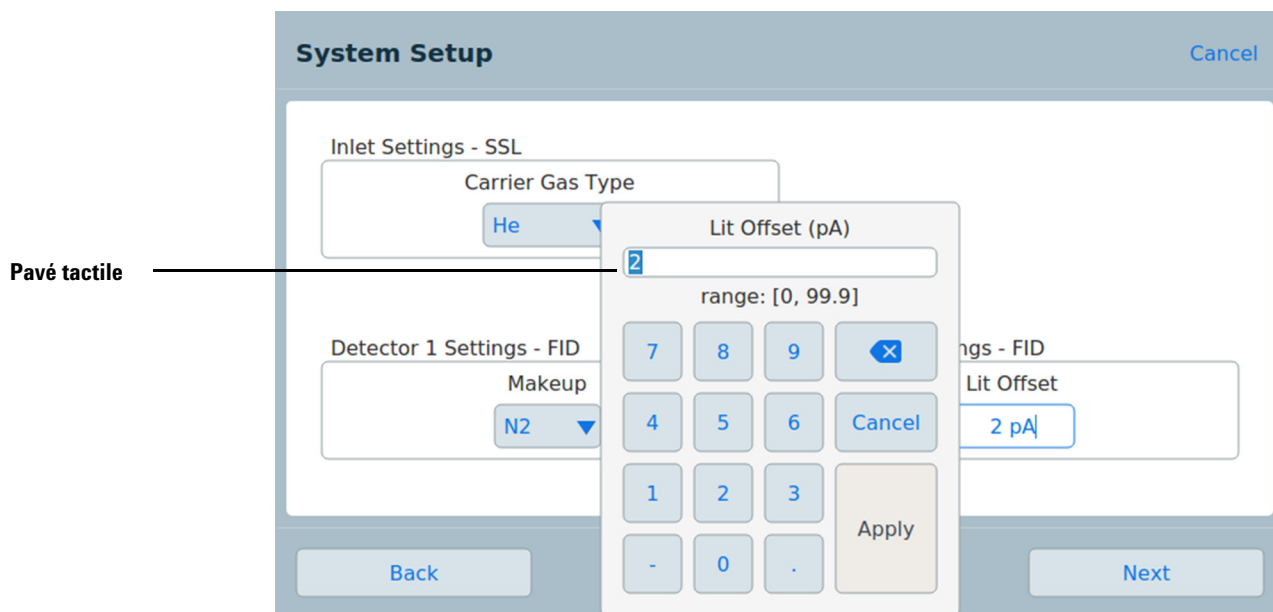 System Setup
Cancel
Inlet Settings - SSL
Carrier Gas Type
He
Pavé tactile
Lit Offset (pA)
2
range: [0, 99.9]
7 8 9
4 5 6 Cancel
1 2 3
Apply
- 0 .
Detector 1 Settings - FID
Makeup
N2
ngs - FID
Lit Offset
2 pA
Back
Next